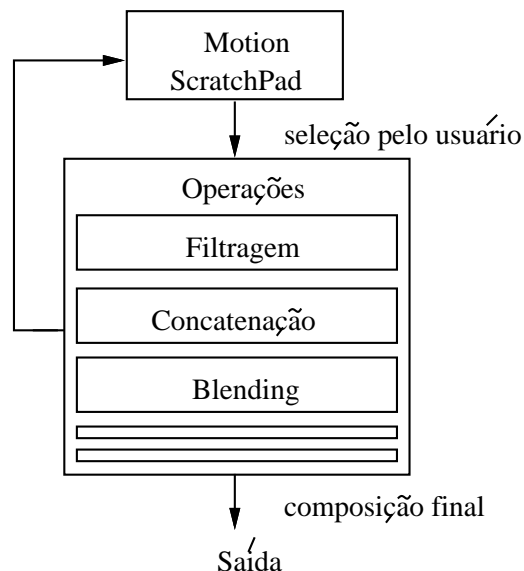 Motion
ScratchPad
seleção pelo usuário
Operações
Filtragem
Concatenação
Blending
composição final
Saída